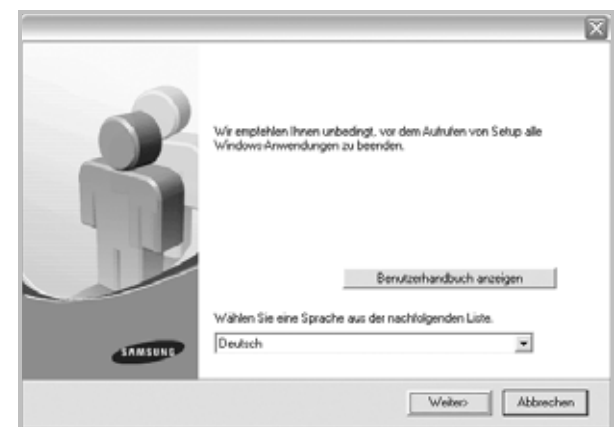 Wir empfehlen Ihnen unbedingt, vor dem Aufrufen von Setup alle
Windows-Anwendungen zu beenden.
Benutzerhandbuch anzeigen
Wählen Sie eine Sprache aus der nachfolgenden Liste.
SAMSUNG
Deutsch
Weiter>
Abbrechen